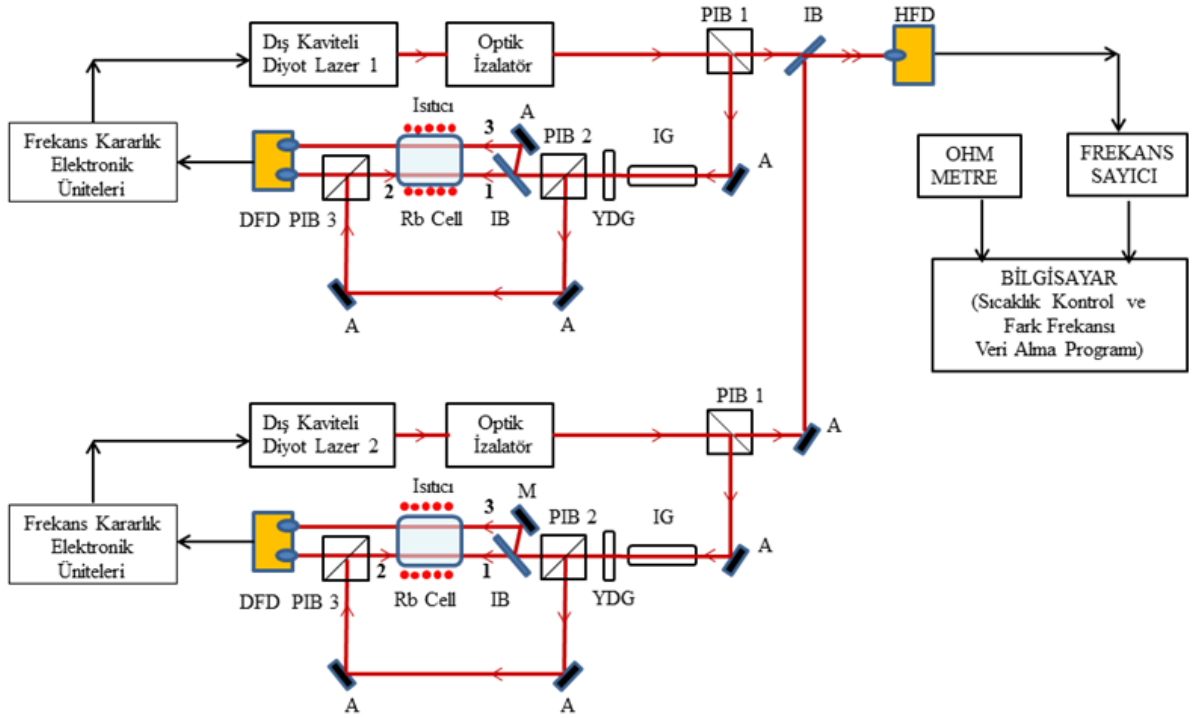 PIB 1
IB
HFD
Dış Kaviteli
Diyot Lazer 1
Optik
İzalatör
Isıtıcı
A
3
PIB 2
IG
A
Frekans Kararlık
Elektronik
Üniteleri
OHM
METRE
FREKANS
SAYICI
2
1
DFD PIB 3
Rb Cell
IB
YDG
A
A
BİLGİSAYAR
(Sıcaklık Kontrol ve
Fark Frekansı
Veri Alma Programı)
PIB 1
A
Dış Kaviteli
Diyot Lazer 2
Optik
İzalatör
Isıtıcı
M
3
PIB 2
IG
A
Frekans Kararlık
Elektronik
Üniteleri
2
1
DFD PIB 3
Rb Cell
IB
YDG
A
A